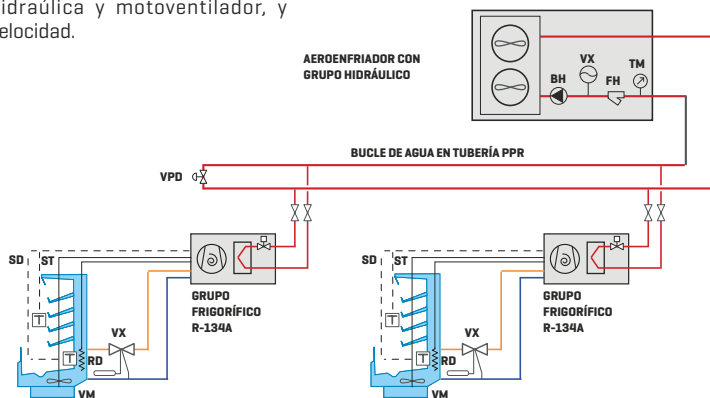 idraúlica y motoventilador, y
elocidad.
AEROENFRIADOR CON
GRUPO HIDRÁULICO
VX
TM
BH
FH
BUCLE DE AGUA EN TUBERÍA PPR
VPD
SD
ST
GRUPO
FRIGORÍFICO
R-134A
T
VX
T
RD
VM
SD
ST
GRUPO
FRIGORÍFICO
R-134A
T
VX
T
RD
VM